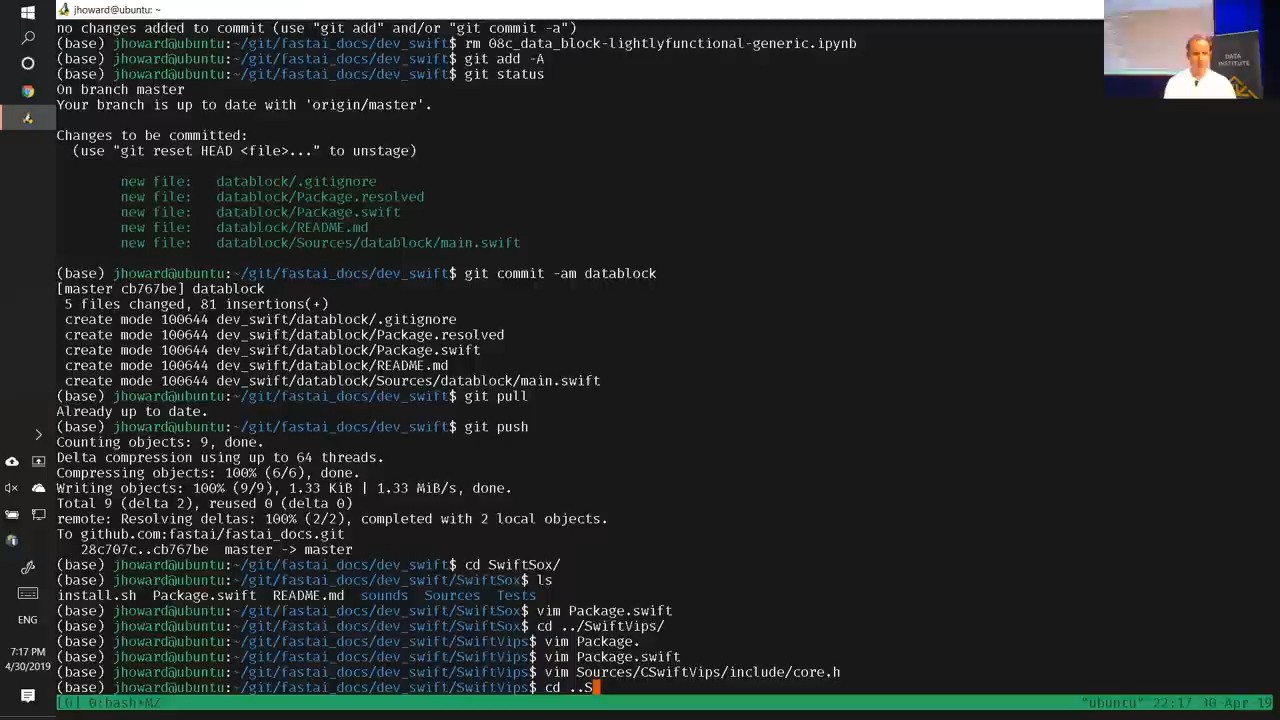 jhoward@ubuntu: ~
no changes added to commit (use "git add" and/or "git commit -a")
(base) jhoward@ubuntu:~/git/fastai_docs/dev_swift$ rm 08c_data_block-lightlyfunctional-generic.ipynb
(base) jhoward@ubuntu:~/git/fastai_docs/dev_swift$ git add -A
(base) jhoward@ubuntu:~/git/fastai_docs/dev_swift$ git status
On branch master
Your branch is up to date with 'origin/master'.
Changes to be committed:
(use "git reset HEAD <file>..." to unstage)
new file: datablock/.gitignore
new file: datablock/Package.resolved
new file: datablock/Package.swift
new file: datablock/README.md
new file: datablock/Sources/datablock/main.swift
(base) jhoward@ubuntu:~/git/fastai_docs/dev_swift$ git commit -am datablock
[master cb767be] datablock
5 files changed, 81 insertions(+)
create mode 100644 dev_swift/datablock/.gitignore
create mode 100644 dev_swift/datablock/Package.resolved
create mode 100644 dev_swift/datablock/Package.swift
create mode 100644 dev_swift/datablock/README.md
create mode 100644 dev_swift/datablock/Sources/datablock/main.swift
(base) jhoward@ubuntu:~/git/fastai_docs/dev_swift$ git pull
Already up to date.
(base) jhoward@ubuntu:~/git/fastai_docs/dev_swift$ git push
Counting objects: 9, done.
Delta compression using up to 64 threads.
Compressing objects: 100% (6/6), done.
Writing objects: 100% (9/9), 1.33 KiB | 1.33 MiB/s, done.
Total 9 (delta 2), reused 0 (delta 0)
remote: Resolving deltas: 100% (2/2), completed with 2 local objects.
To github.com:fastai/fastai_docs.git
28c707c..cb767be master -> master
(base) jhoward@ubuntu:~/git/fastai_docs/dev_swift$ cd SwiftSox/
(base) jhoward@ubuntu:~/git/fastai_docs/dev_swift/SwiftSox$ ls
install.sh Package.swift README.md sounds Sources Tests
(base) jhoward@ubuntu:~/git/fastai_docs/dev_swift/SwiftSox$ vim Package.swift
(base) jhoward@ubuntu:~/git/fastai_docs/dev_swift/SwiftSox$ cd ../SwiftVips/
(base) jhoward@ubuntu:~/git/fastai_docs/dev_swift/SwiftVips$ vim Package.
(base) jhoward@ubuntu:~/git/fastai_docs/dev_swift/SwiftVips$ vim Package.swift
(base) jhoward@ubuntu:~/git/fastai_docs/dev_swift/SwiftVips$ vim Sources/CSwiftVips/include/core.h
(base) jhoward@ubuntu:~/git/fastai_docs/dev_swift/SwiftVips$ cd ..S
[0] 0:bash*MZ "ubuntu" 22:17 30-Apr-19
ENG
7:17 PM
4/30/2019
DATA
INSTITUTE